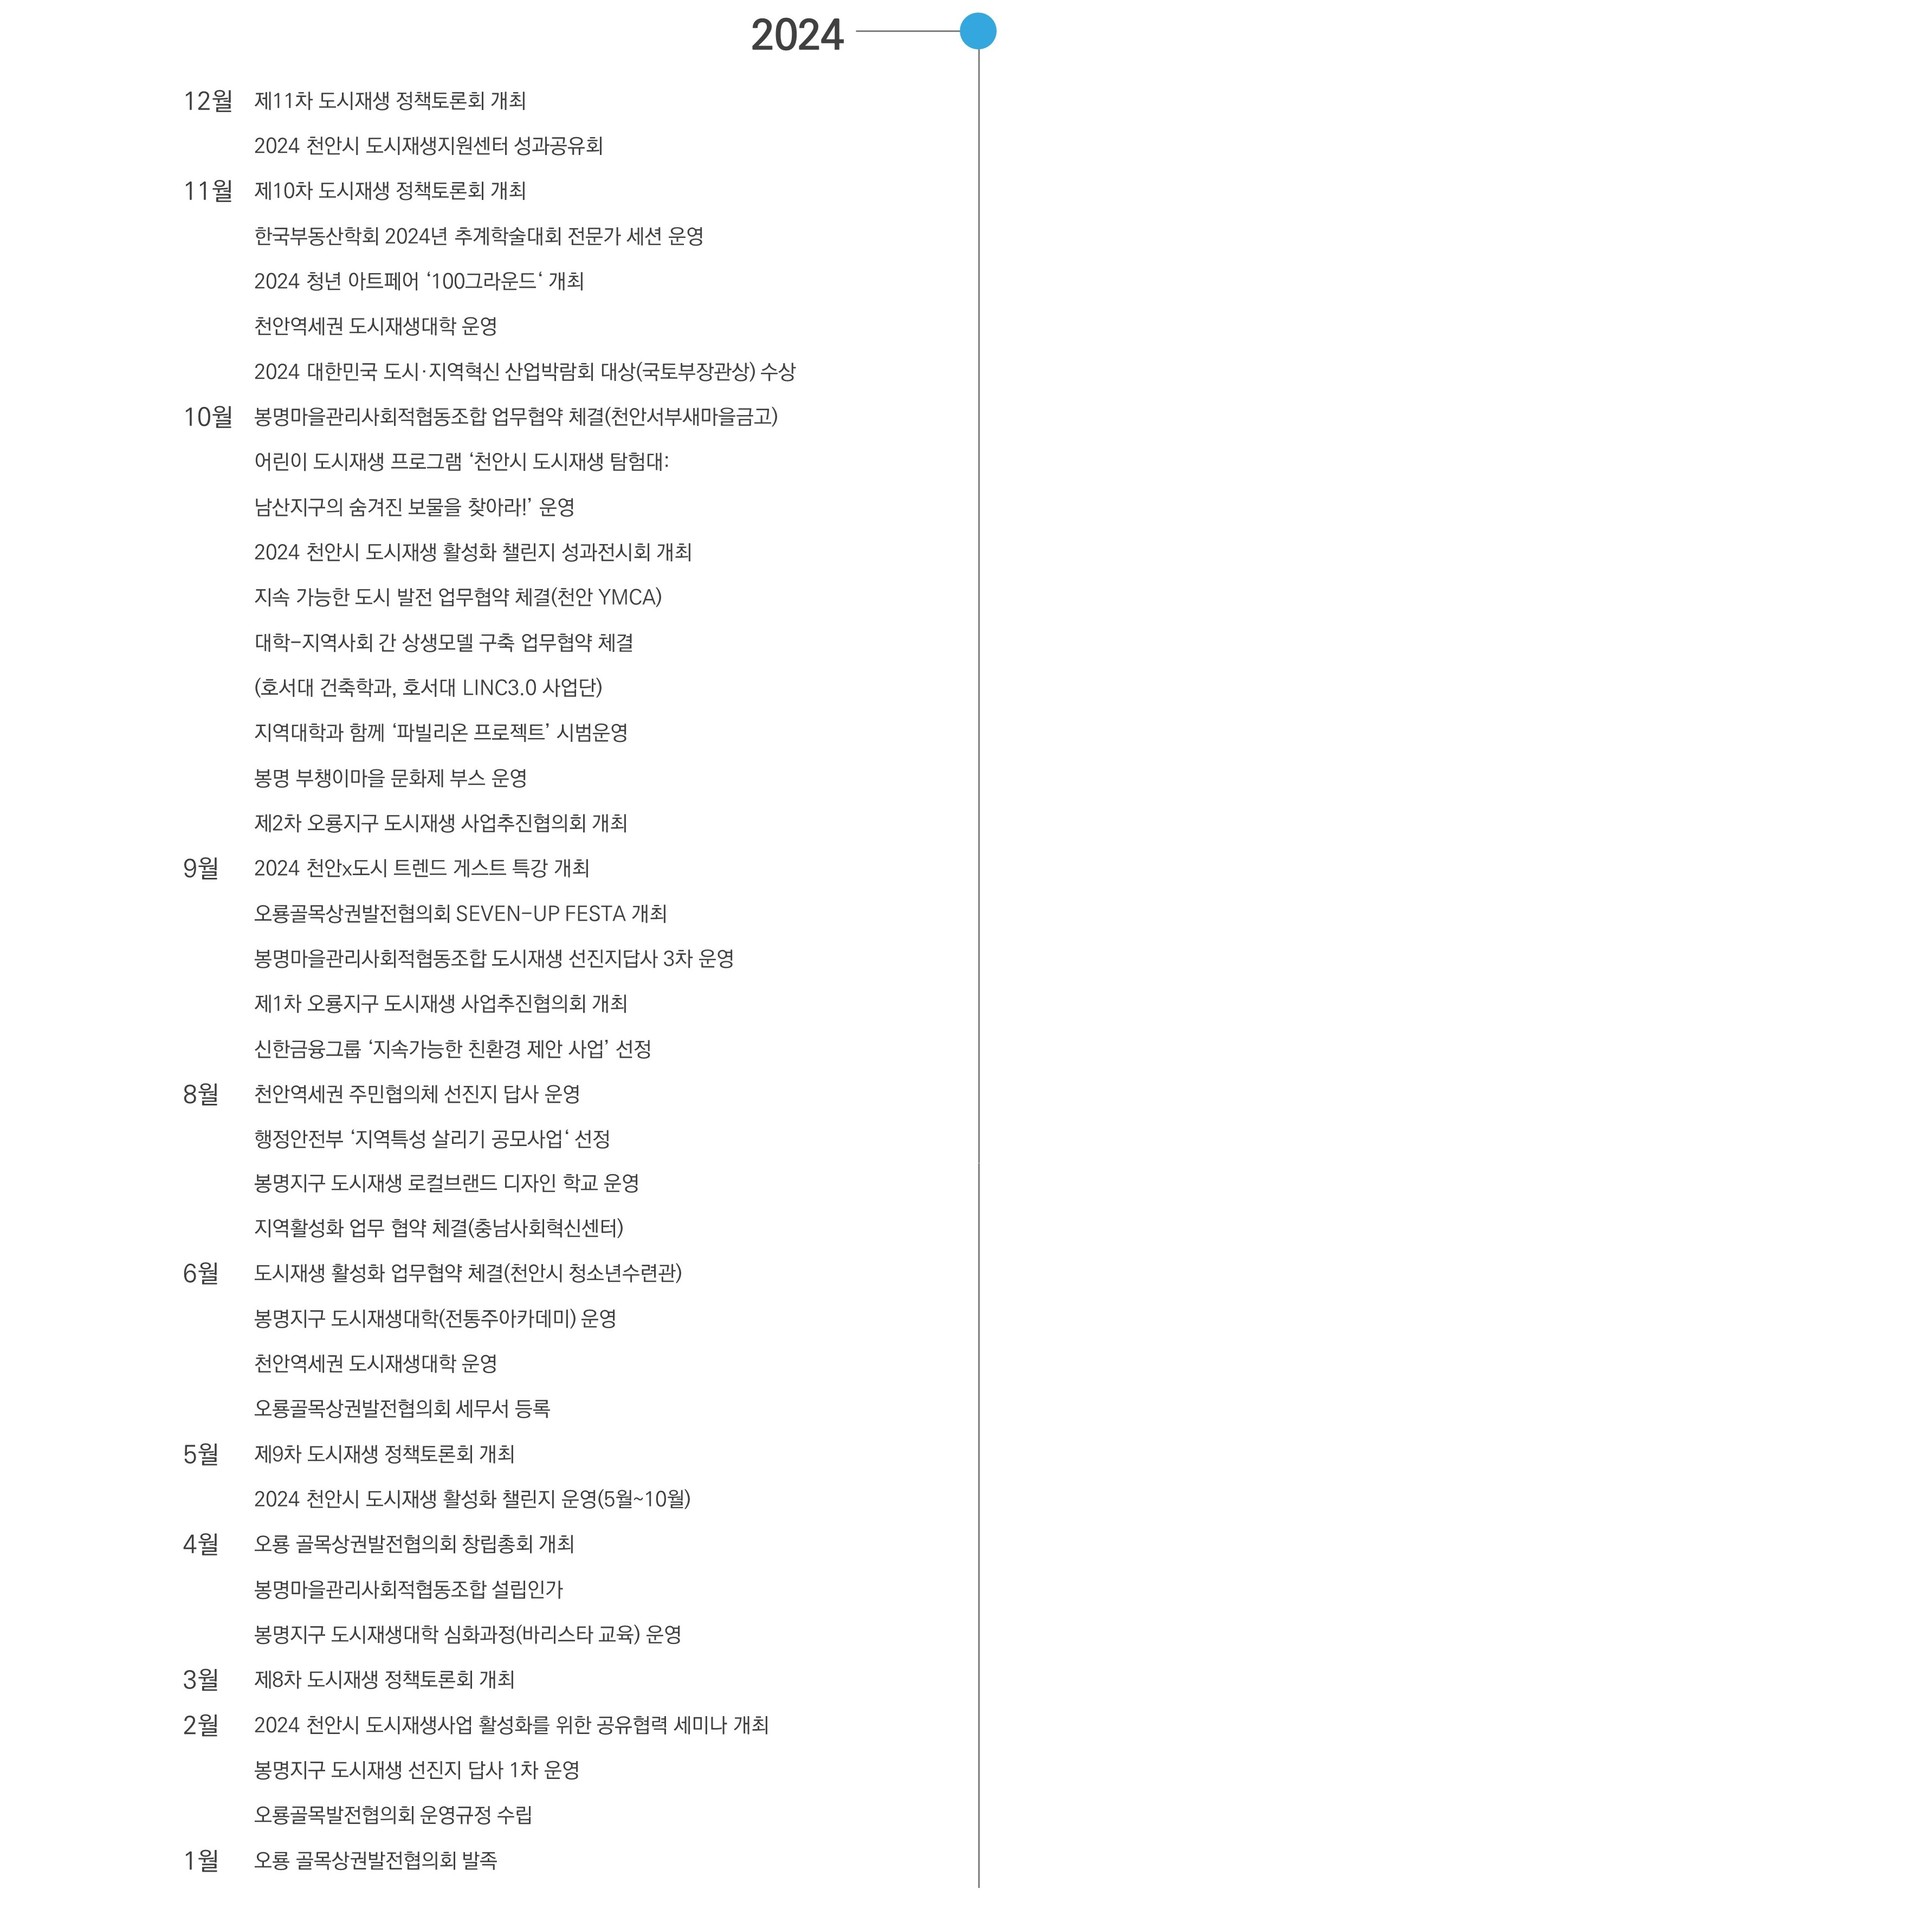 2024
12월 제11차 도시재생 정책토론회 개최
2024 천안시 도시재생지원센터 성과공유회
11월 제10차 도시재생 정책토론회 개최
한국부동산학회 2024년 추계학술대회 전문가 세션 운영
2024 청년 아트페어 ‘100그라운드‘ 개최
천안역세권 도시재생대학 운영
2024 대한민국 도시·지역혁신 산업박람회 대상(국토부장관상) 수상
10월 봉명마을관리사회적협동조합 업무협약 체결(천안서부새마을금고)
어린이 도시재생 프로그램 ‘천안시 도시재생 탐험대:
남산지구의 숨겨진 보물을 찾아라!’ 운영
2024 천안시 도시재생 활성화 챌린지 성과전시회 개최
지속 가능한 도시 발전 업무협약 체결(천안 YMCA)
대학-지역사회 간 상생모델 구축 업무협약 체결
(호서대 건축학과, 호서대 LINC3.0 사업단)
지역대학과 함께 ‘파빌리온 프로젝트’ 시범운영
봉명 부챙이마을 문화제 부스 운영
제2차 오룡지구 도시재생 사업추진협의회 개최
9월 2024 천안x도시 트렌드 게스트 특강 개최
오룡골목상권발전협의회 SEVEN-UP FESTA 개최
봉명마을관리사회적협동조합 도시재생 선진지답사 3차 운영
제1차 오룡지구 도시재생 사업추진협의회 개최
신한금융그룹 ‘지속가능한 친환경 제안 사업’ 선정
8월 천안역세권 주민협의체 선진지 답사 운영
행정안전부 ‘지역특성 살리기 공모사업‘ 선정
봉명지구 도시재생 로컬브랜드 디자인 학교 운영
지역활성화 업무 협약 체결(충남사회혁신센터)
6월 도시재생 활성화 업무협약 체결(천안시 청소년수련관)
봉명지구 도시재생대학(전통주아카데미) 운영
천안역세권 도시재생대학 운영
오룡골목상권발전협의회 세무서 등록
5월 제9차 도시재생 정책토론회 개최
2024 천안시 도시재생 활성화 챌린지 운영(5월~10월)
4월 오룡 골목상권발전협의회 창립총회 개최
봉명마을관리사회적협동조합 설립인가
봉명지구 도시재생대학 심화과정(바리스타 교육) 운영
3월 제8차 도시재생 정책토론회 개최
2월 2024 천안시 도시재생사업 활성화를 위한 공유협력 세미나 개최
봉명지구 도시재생 선진지 답사 1차 운영
오룡골목발전협의회 운영규정 수립
1월 오룡 골목상권발전협의회 발족